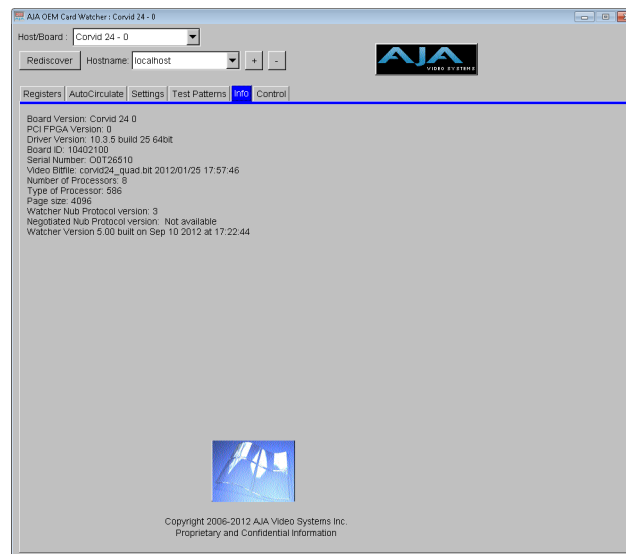 AJA OEM Card Watcher : Corvid 24 - 0
Host/Board : Corvid 24 - 0
Rediscover Hostname: localhost + -
AJA
VIDEO SYSTEMS
Registers AutoCirculate Settings Test Patterns Info Control
Board Version: Corvid 24 0
PCI FPGA Version: 0
Driver Version: 10.3.5 build 25 64bit
Board ID: 10402100
Serial Number: O0T26510
Video Bitfile: corvid24_quad.bit 2012/01/25 17:57:46
Number of Processors: 8
Type of Processor: 586
Page size: 4096
Watcher Nub Protocol version: 3
Negotiated Nub Protocol version: Not available
Watcher Version 5.00 built on Sep 10 2012 at 17:22:44
Copyright 2006-2012 AJA Video Systems Inc.
Proprietary and Confidential Information